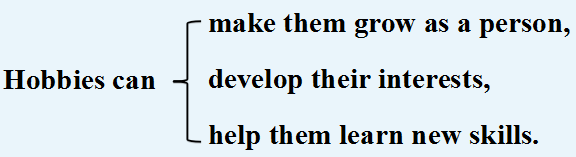 make them grow as a person,
Hobbies can develop their interests,
help them learn new skills.